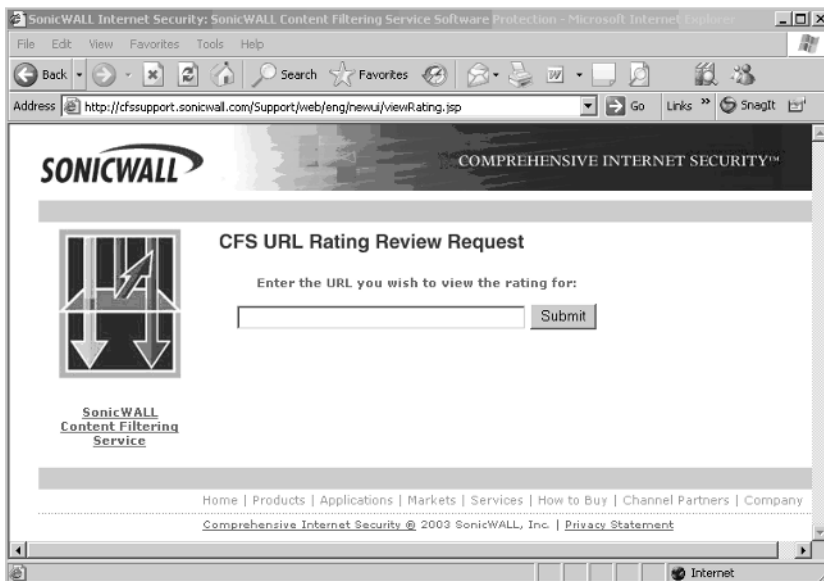 SonicWALL Internet Security: SonicWALL Content Filtering Service Software Protection - Microsoft Internet Explorer
File Edit View Favorites Tools Help
Back Search Favorites
Address http://cfssupport.sonicwall.com/Support/web/eng/newui/viewRating.jsp Go Links » SnagIt
SONICWALL COMPREHENSIVE INTERNET SECURITY™
CFS URL Rating Review Request
Enter the URL you wish to view the rating for:
Submit
SonicWALL
Content Filtering
Service
Home | Products | Applications | Markets | Services | How to Buy | Channel Partners | Company
Comprehensive Internet Security @ 2003 SonicWALL, Inc. | Privacy Statement
Internet